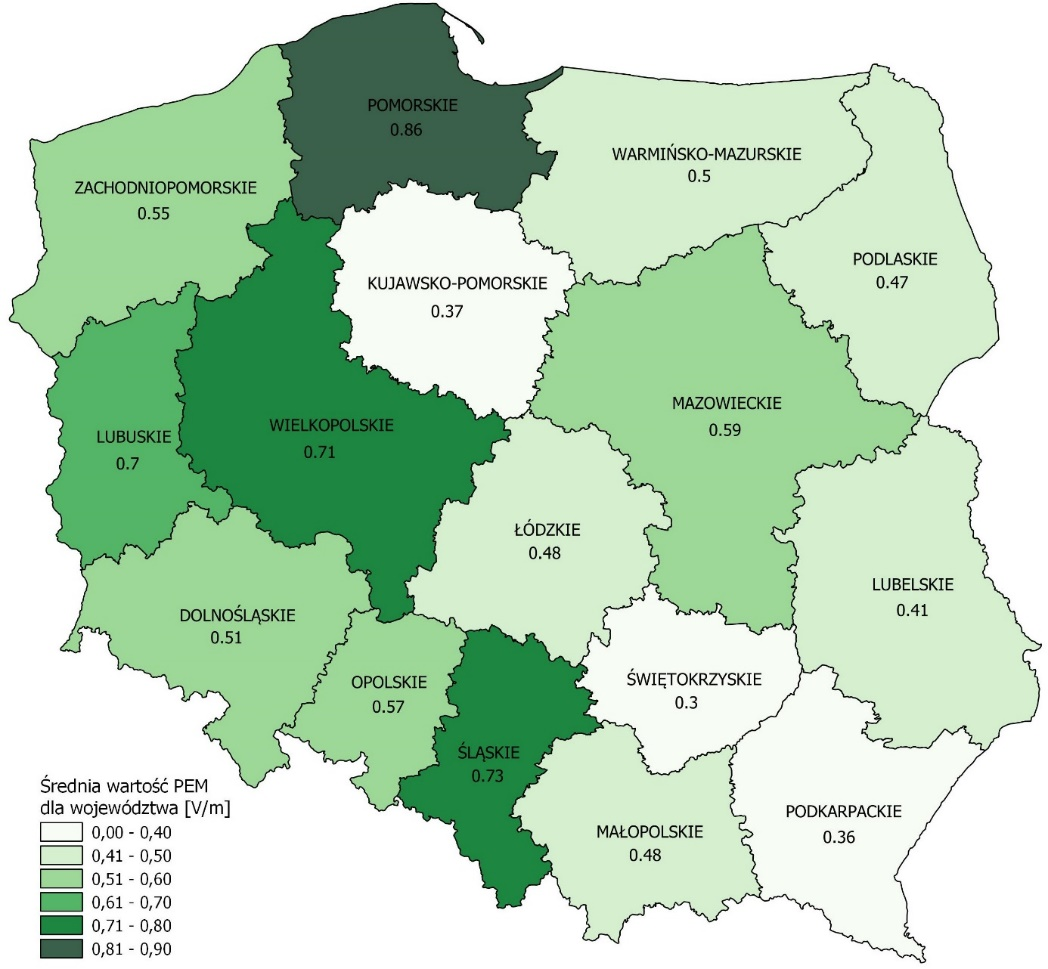 POMORSKIE
0.86
WARMIŃSKO-MAZURSKIE
0.5
ZACHODNIOPOMORSKIE
0.55
PODLASKIE
0.47
KUJAWSKO-POMORSKIE
0.37
MAZOWIECKIE
0.59
WIELKOPOLSKIE
0.71
LUBUSKIE
0.7
ŁÓDZKIE
0.48
LUBELSKIE
0.41
DOLNOŚLĄSKIE
0.51
OPOLSKIE
0.57
ŚWIĘTOKRZYSKIE
0.3
ŚLĄSKIE
0.73
PODKARPACKIE
0.36
MAŁOPOLSKIE
0.48
Średnia wartość PEM
dla województwa [V/m]
0,00 - 0,40
0,41 - 0,50
0,51 - 0,60
0,61 - 0,70
0,71 - 0,80
0,81 - 0,90